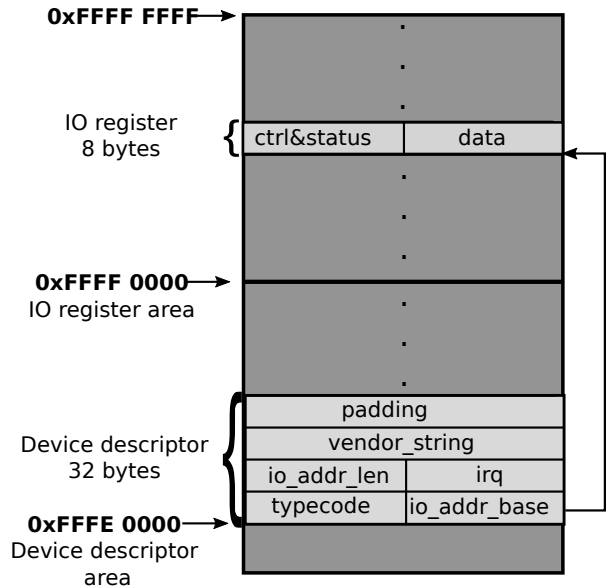 0xFFFF FFFF
IO register
8 bytes
ctrl&status data
0xFFFF 0000
IO register area
padding
vendor_string
Device descriptor
32 bytes
io_addr_len irq
typecode io_addr_base
0xFFFE 0000
Device descriptor
area